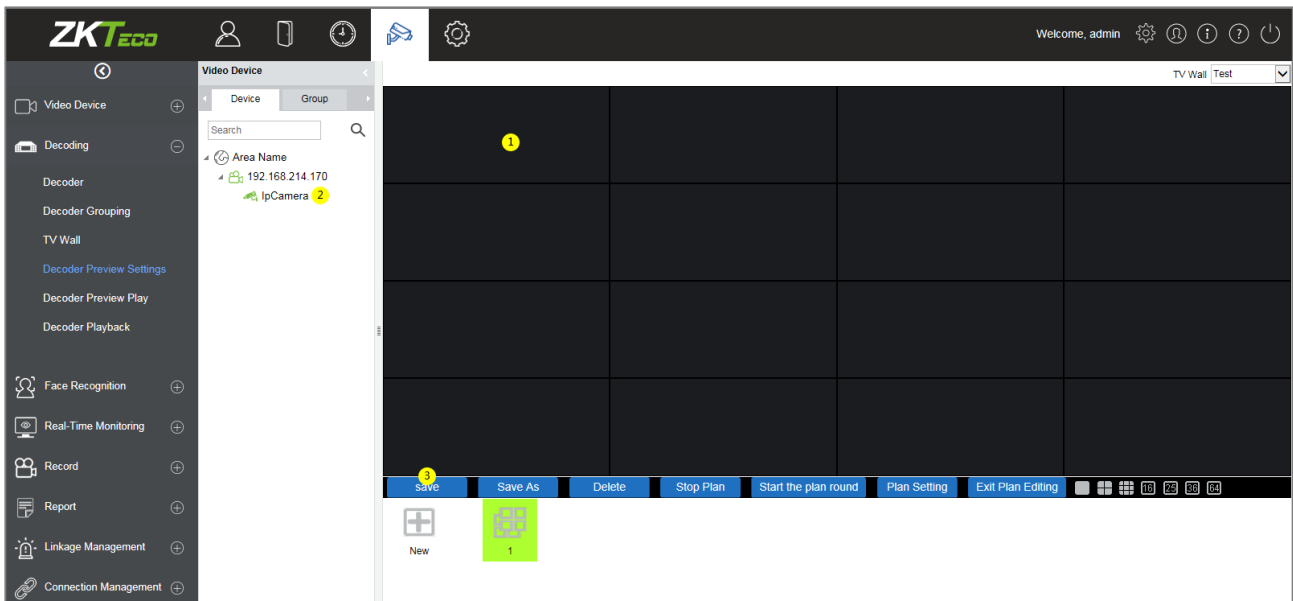 ZKTeco
Welcome, admin
Video Device
TV Wall Test
Video Device
Device Group
Search
Decoding
Area Name
192.168.214.170
IpCamera 2
1
Decoder
Decoder Grouping
TV Wall
Decoder Preview Settings
Decoder Preview Play
Decoder Playback
Face Recognition
Real-Time Monitoring
Record
Report
Linkage Management
Connection Management
3
save Save As Delete Stop Plan Start the plan round Plan Setting Exit Plan Editing 16 25 36 64
New 1